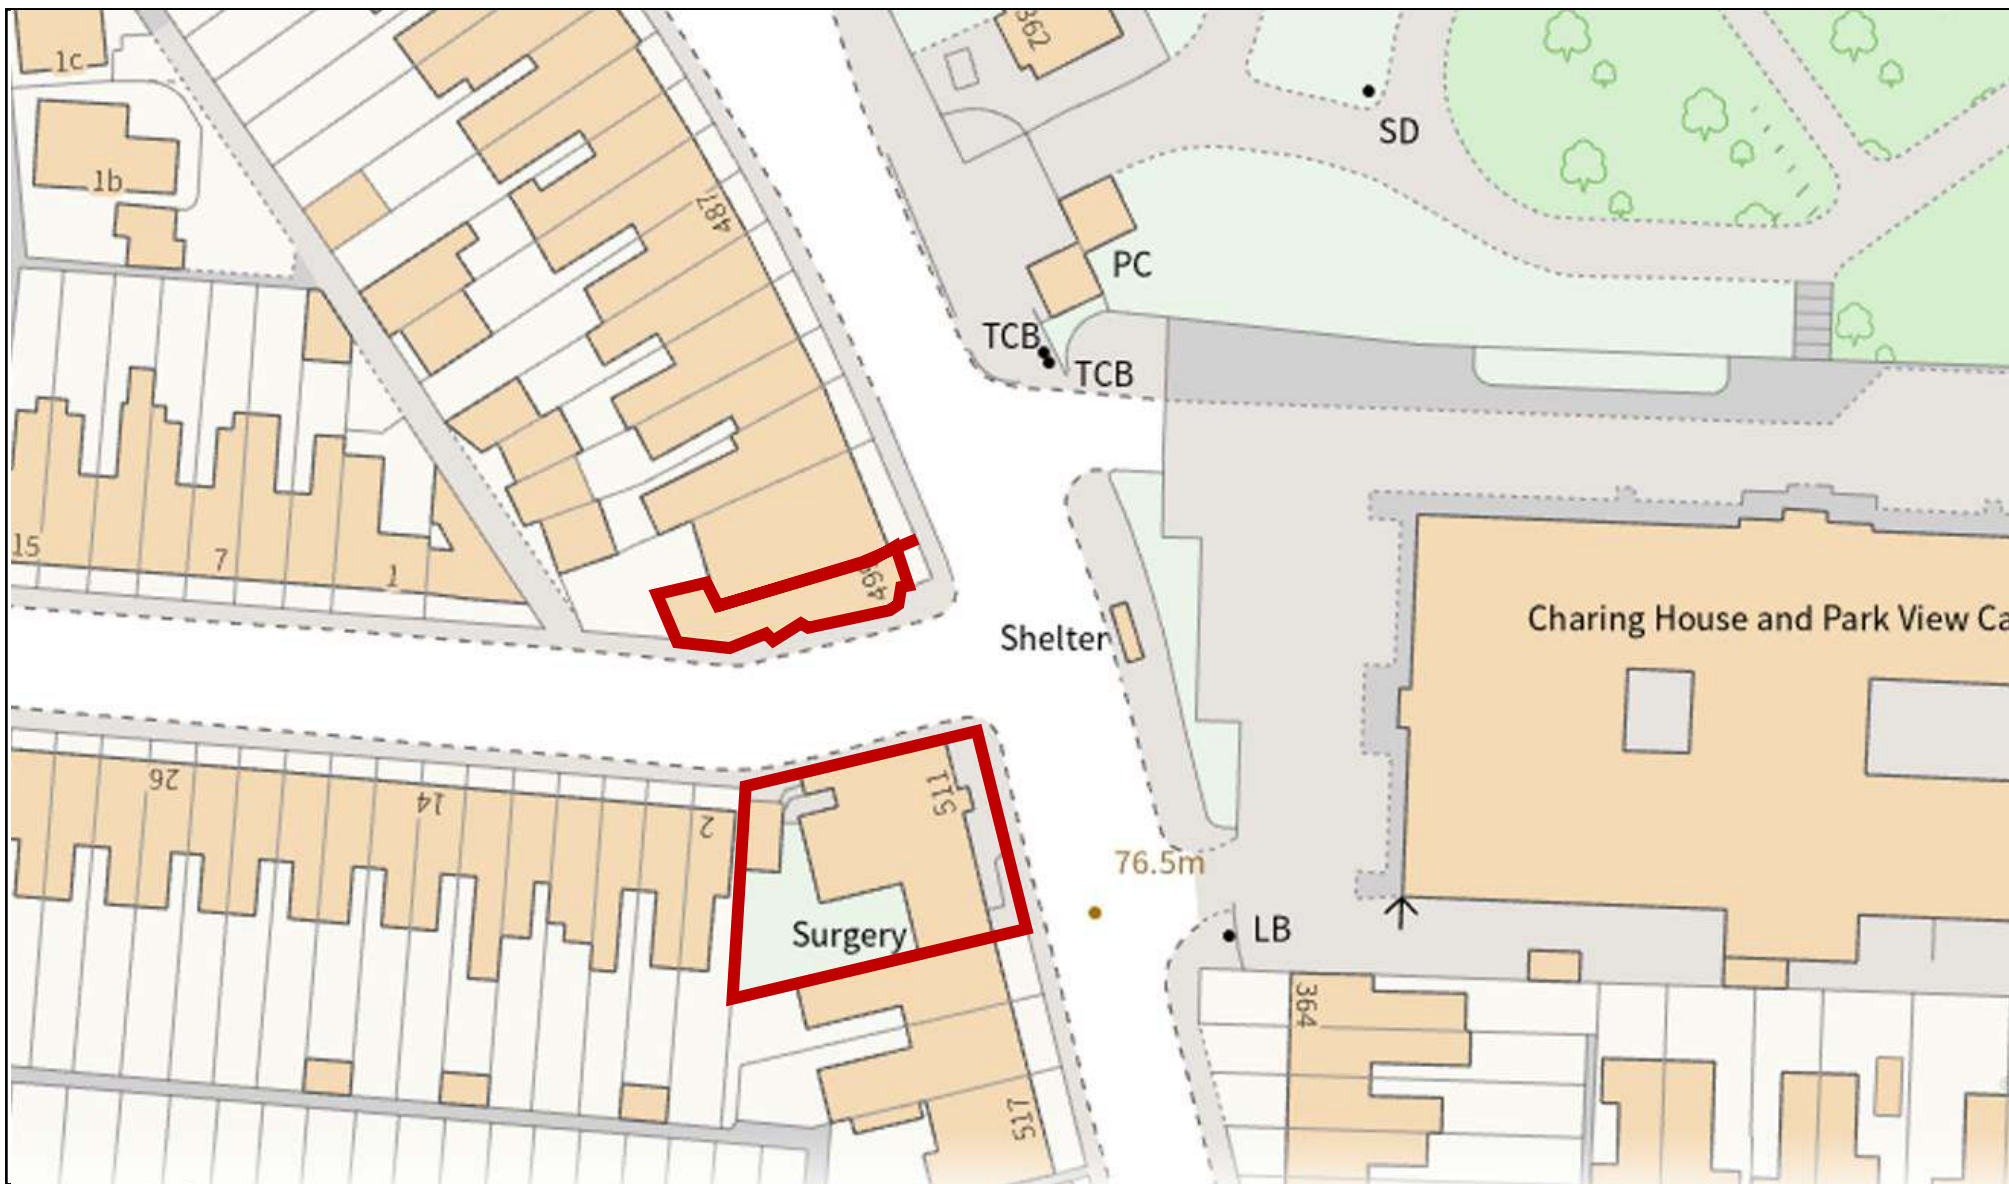 1c
362
SD
1b
487
PC
TCB
TCB
15
7
1
Shelter
Charing House and Park View Ca
26
14
2
511
76.5m
Surgery
LB
364
517